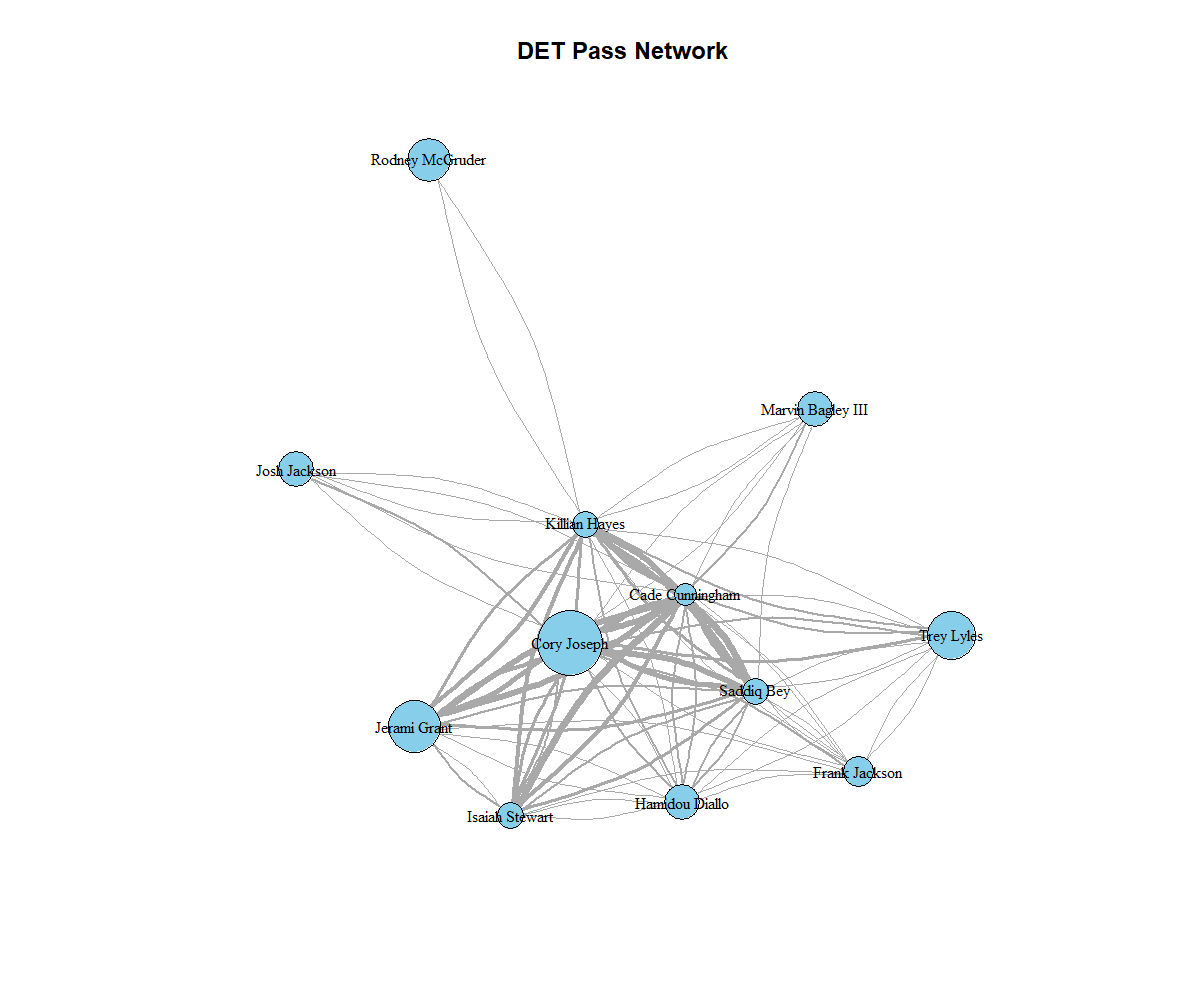 DET Pass Network
Rodney McGruder
Marvin Bagley III
Josh Jackson
Killian Hayes
Cade Cunningham
Trey Lyles
Cory Joseph
Saddiq Bey
Jerami Grant
Frank Jackson
Hamidou Diallo
Isaiah Stewart